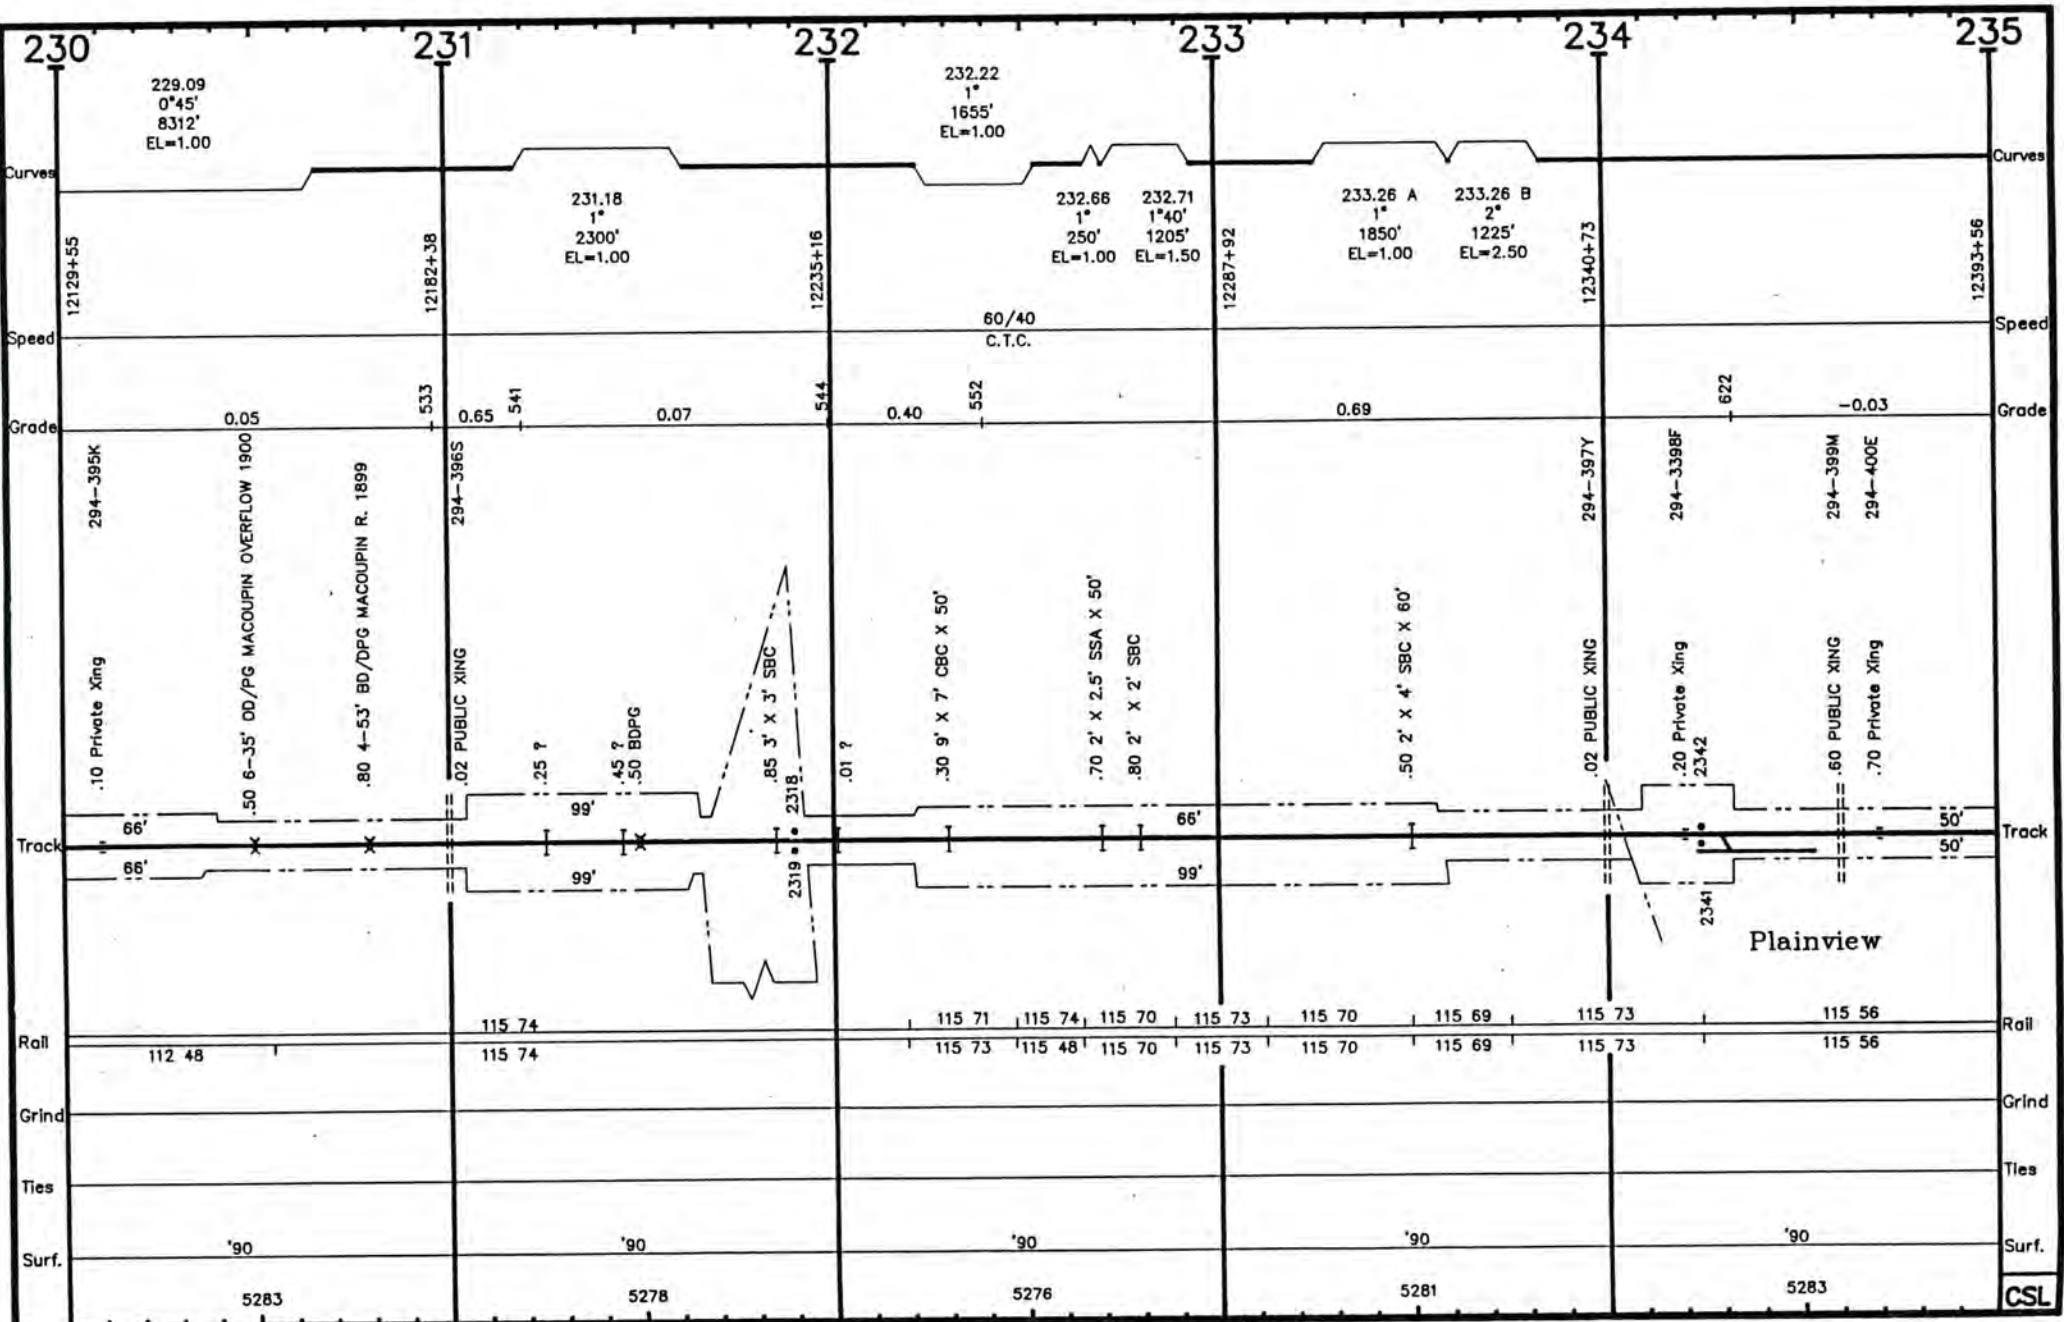 230 231 232 233 234 235
229.09
0°45'
8312'
EL=1.00
232.22
1°
1655'
EL=1.00
Curves
Curves
231.18
1°
2300'
EL=1.00
232.66
1°
250'
EL=1.00
232.71
1°40'
1205'
EL=1.50
233.26 A
1°
1850'
EL=1.00
233.26 B
2°
1225'
EL=2.50
12129+55
12182+38
12235+16
12287+92
12340+73
12393+56
Speed
60/40
C.T.C.
Speed
Grade
0.05
533
0.65
541
0.07
544
0.40
552
0.69
622
-0.03
Grade
294-395K
294-396S
294-397Y
294-398F
294-399M
294-400E
.10 Private Xing
.50 6-35' OD/PG MACOUPIN OVERFLOW 1900
.80 4-53' BD/DPG MACOUPIN R. 1899
.02 PUBLIC XING
.25 ?
.45 ?
.50 BDPG
.85 3' X 3' SBC
2318
.01 ?
.30 9' X 7' CBC X 50'
.70 2' X 2.5' SSA X 50'
.80 2' X 2' SBC
.50 2' X 4' SBC X 60'
.02 PUBLIC XING
.20 Private Xing
2342
.60 PUBLIC XING
.70 Private Xing
66'
99'
66'
50'
Track
Track
66'
99'
2319
99'
2341
50'
Plainview
115 74
115 71
115 74
115 70
115 73
115 70
115 69
115 73
115 56
Rail
Rail
112 48
115 74
115 73
115 48
115 70
115 73
115 70
115 69
115 73
115 56
Grind
Grind
Ties
Ties
Surf.
'90
'90
'90
'90
'90
Surf.
5283
5278
5276
5281
5283
CSL